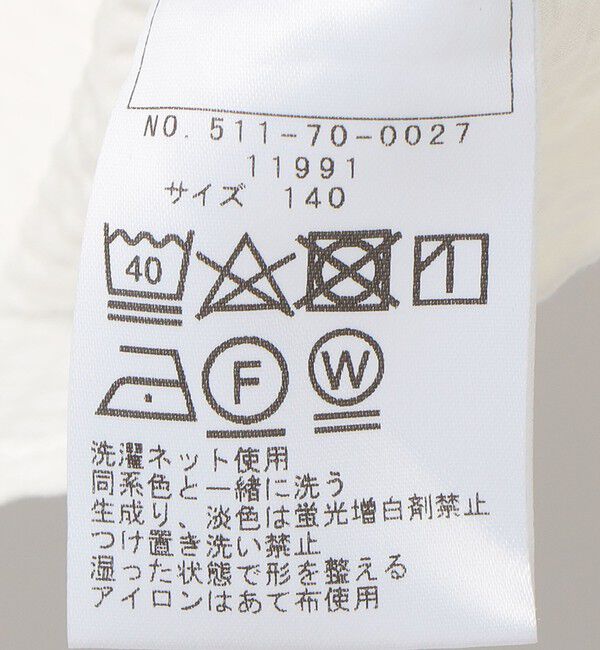 NO. 511-70-0027
11991
サイズ 140
40
F
W
洗濯ネット使用
同系色と一緒に洗う
生成り、淡色は蛍光増白剤禁止
つけ置き洗い禁止
湿った状態で形を整える
アイロンはあて布使用